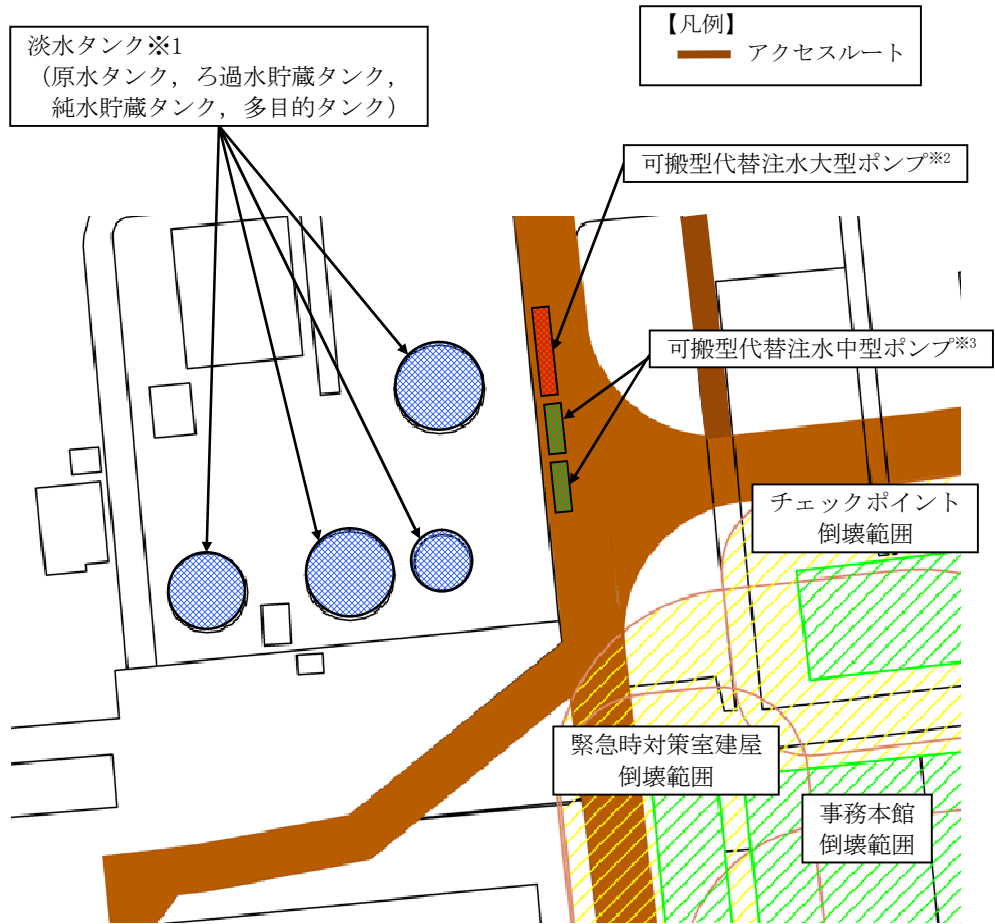 【凡例】
アクセスルート
淡水タンク※1
（原水タンク，ろ過水貯蔵タンク，
純水貯蔵タンク，多目的タンク）
可搬型代替注水大型ポンプ※2
可搬型代替注水中型ポンプ※3
チェックポイント
倒壊範囲
緊急時対策室建屋
倒壊範囲
事務本館
倒壊範囲